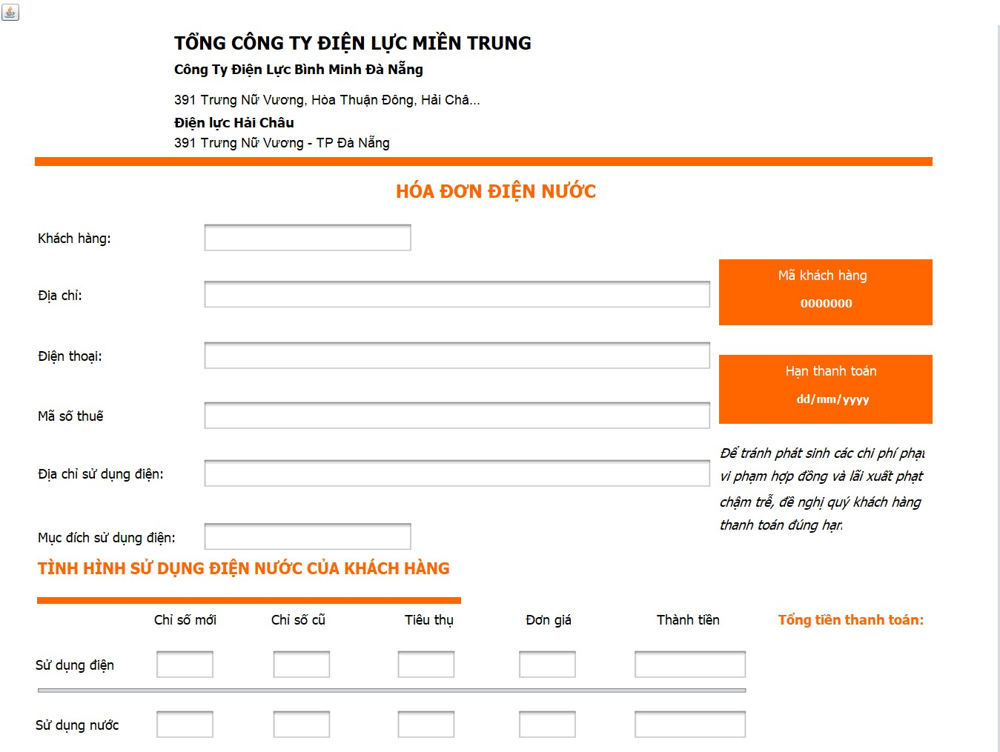 TỔNG CÔNG TY ĐIỆN LỰC MIỀN TRUNG
Công Ty Điện Lực Bình Minh Đà Nẵng
391 Trưng Nữ Vương, Hòa Thuận Đông, Hải Châ...
Điện lực Hải Châu
391 Trưng Nữ Vương - TP Đà Nẵng
HÓA ĐƠN ĐIỆN NƯỚC
Khách hàng:
Mã khách hàng
Địa chỉ:
0000000
Điện thoại:
Hạn thanh toán
dd/mm/yyyy
Mã số thuế
Để tránh phát sinh các chi phí phạt
Địa chỉ sử dụng điện:
vi phạm hợp đồng và lãi xuất phạt
chậm trễ, đề nghị quý khách hàng
thanh toán đúng hạn
Mục đích sử dụng điện:
TÌNH HÌNH SỬ DỤNG ĐIỆN NƯỚC CỦA KHÁCH HÀNG
Chỉ số mới Chỉ số cũ Tiêu thụ Đơn giá Thành tiền Tổng tiền thanh toán:
Sử dụng điện
Sử dụng nước